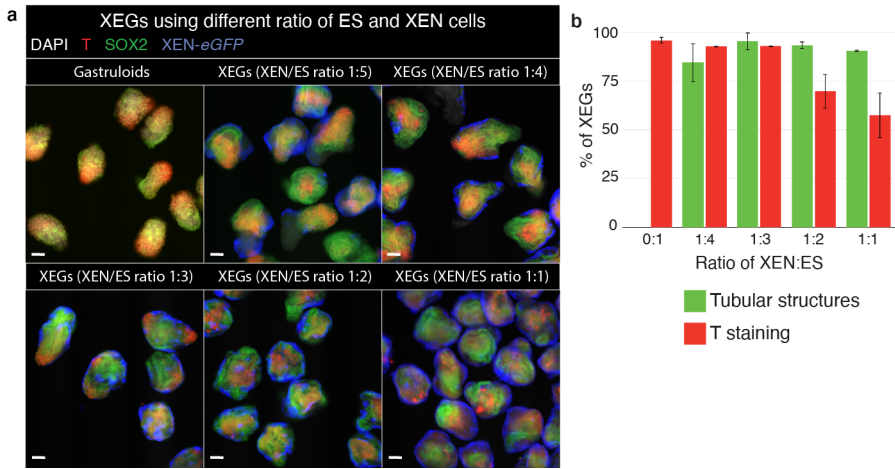 a
XEGs using different ratio of ES and XEN cells
DAPI T SOX2 XEN-eGFP
Gastruloids XEGs (XEN/ES ratio 1:5) XEGs (XEN/ES ratio 1:4)
XEGs (XEN/ES ratio 1:3) XEGs (XEN/ES ratio 1:2) XEGs (XEN/ES ratio 1:1)
b
% of XEGs
100
75
50
25
0
0:1 1:4 1:3 1:2 1:1
Ratio of XEN:ES
Tubular structures
T staining